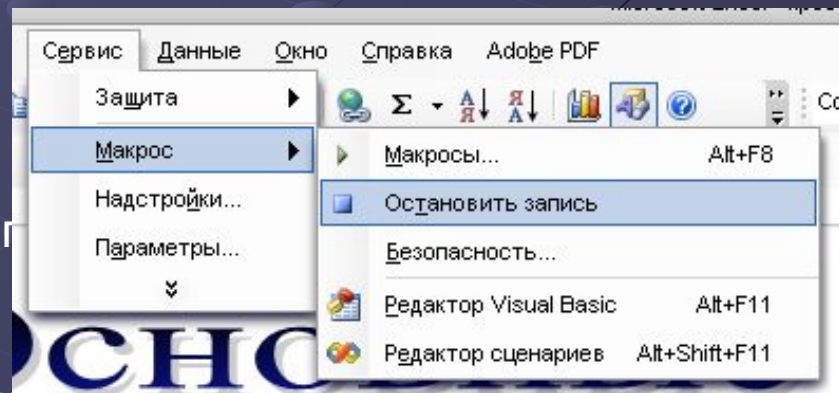 Сервис Данные Окно Справка Adobe PDF
Защита
Макрос
Надстройки...
Параметры...
Макросы... Alt+F8
Остановить запись
Безопасность...
Редактор Visual Basic Alt+F11
Редактор сценариев Alt+Shift+F11